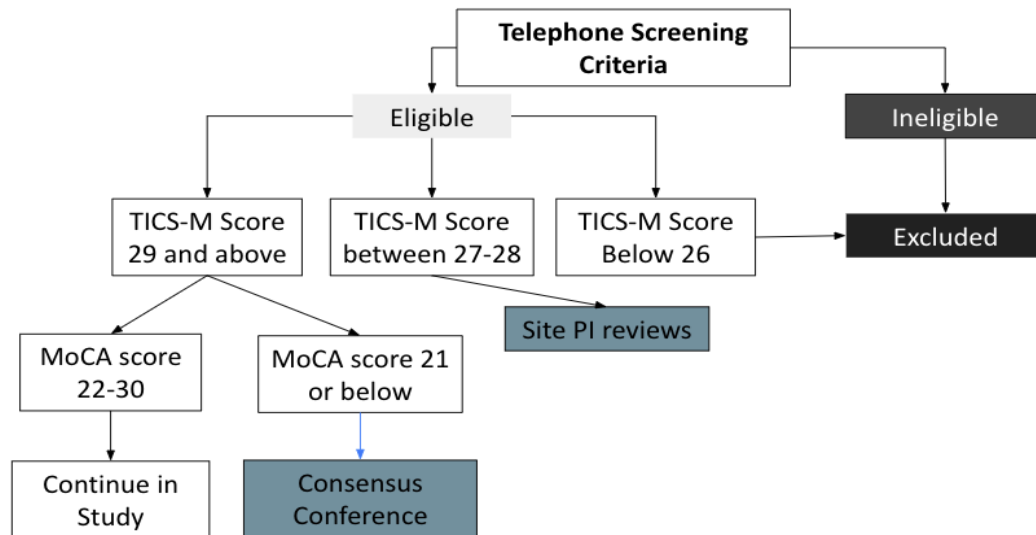 Telephone Screening
Criteria
Eligible
Ineligible
TICS-M Score
29 and above
TICS-M Score
between 27-28
TICS-M Score
Below 26
Excluded
Site PI reviews
MoCA score
22-30
MoCA score 21
or below
Continue in
Study
Consensus
Conference